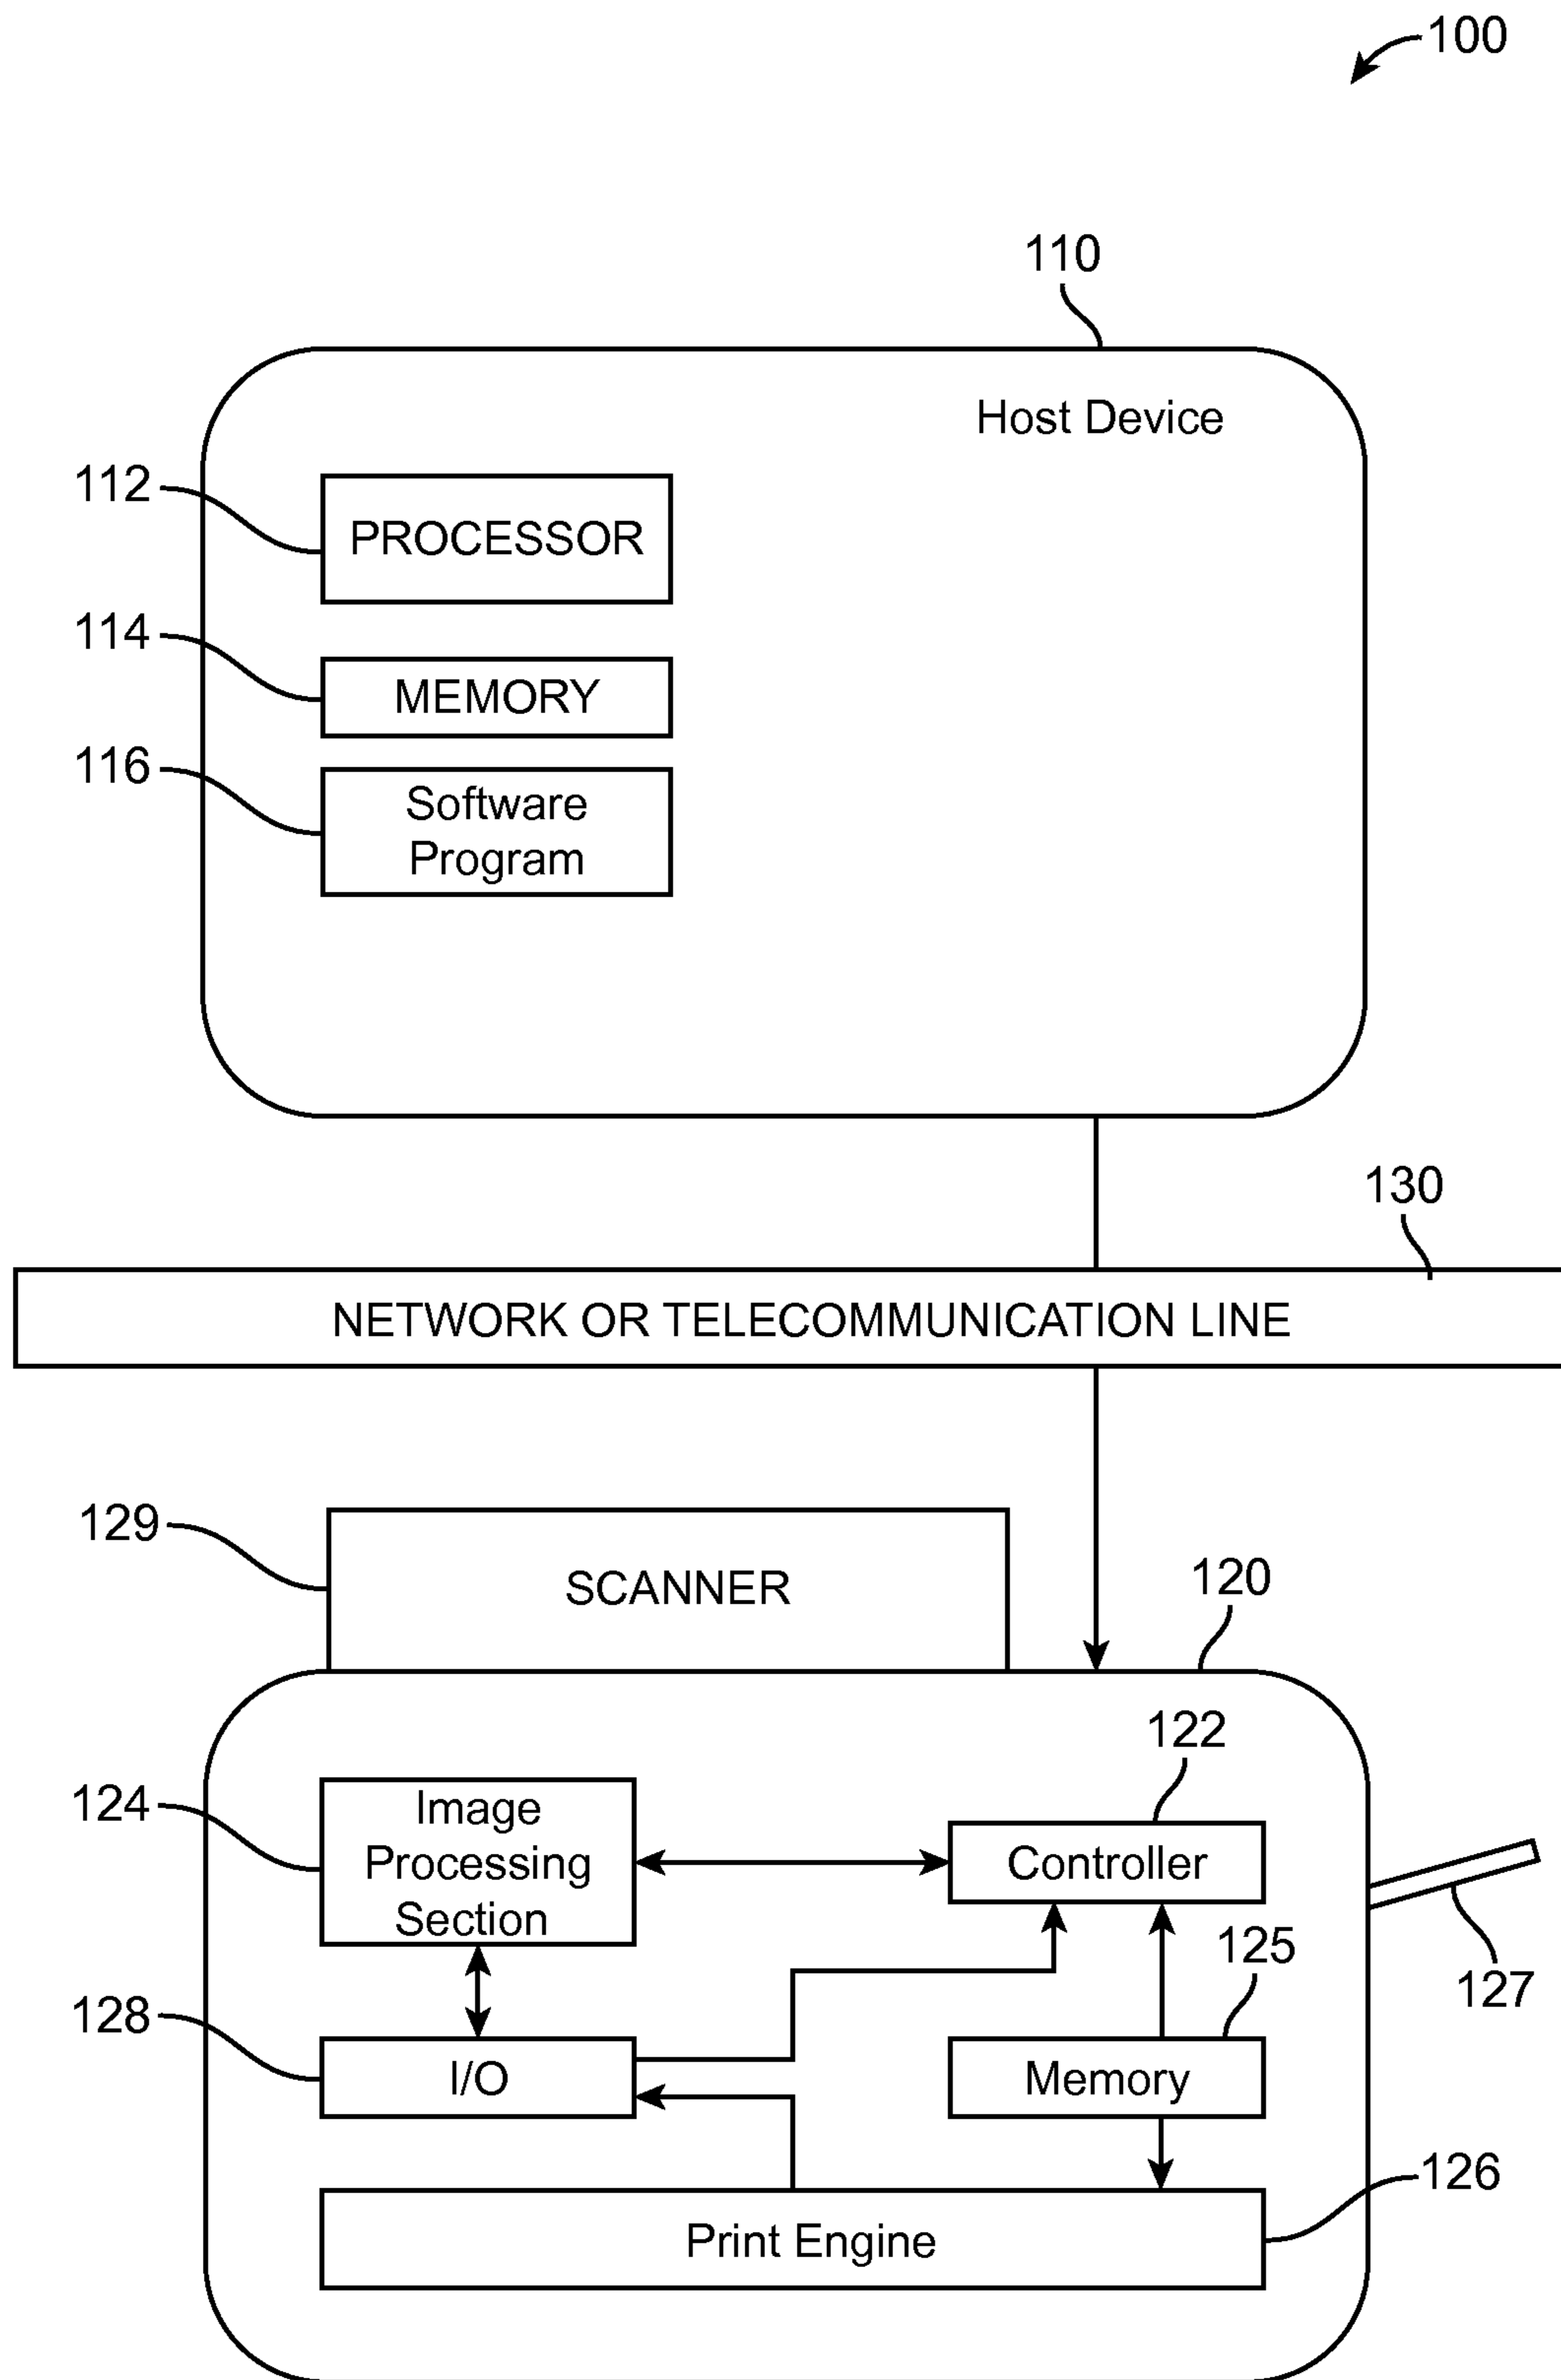 100
110
Host Device
112
PROCESSOR
114
MEMORY
116
Software
Program
130
NETWORK OR TELECOMMUNICATION LINE
129
SCANNER
120
122
124
Image
Processing
Section
Controller
125
127
128
I/O
Memory
126
Print Engine